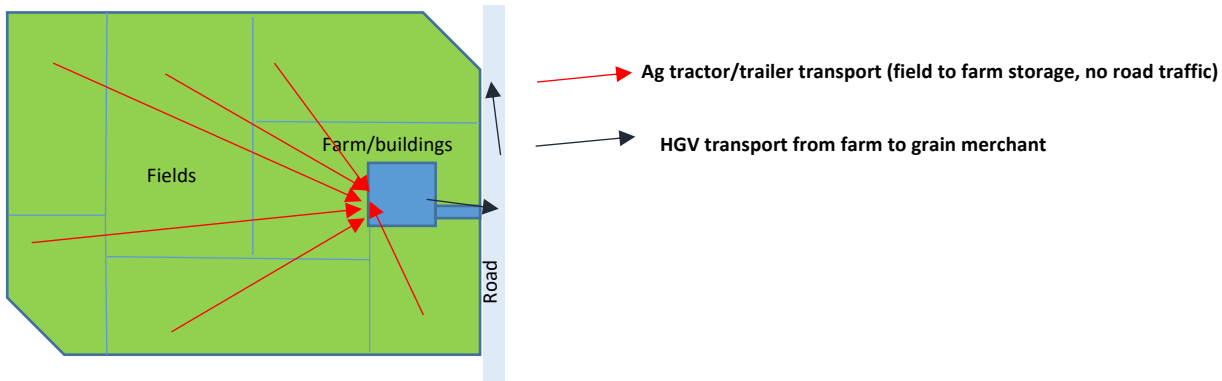 Ag tractor/trailer transport (field to farm storage, no road traffic)
Farm/buildings
HGV transport from farm to grain merchant
Fields
Road